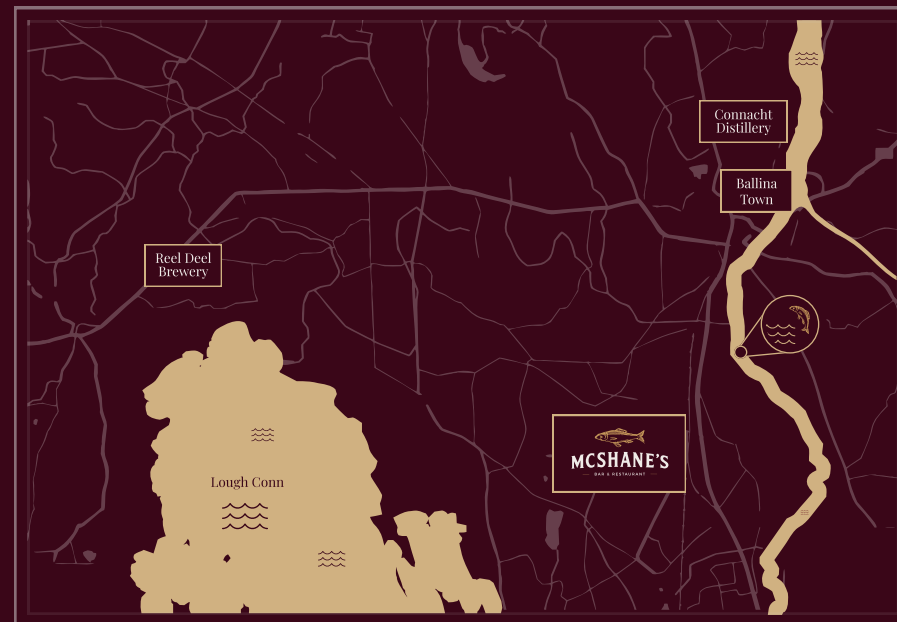 Connacht
Distillery
Ballina
Town
Reel Deel
Brewery
MCSHANE'S
BAR & RESTAURANT
Lough Conn